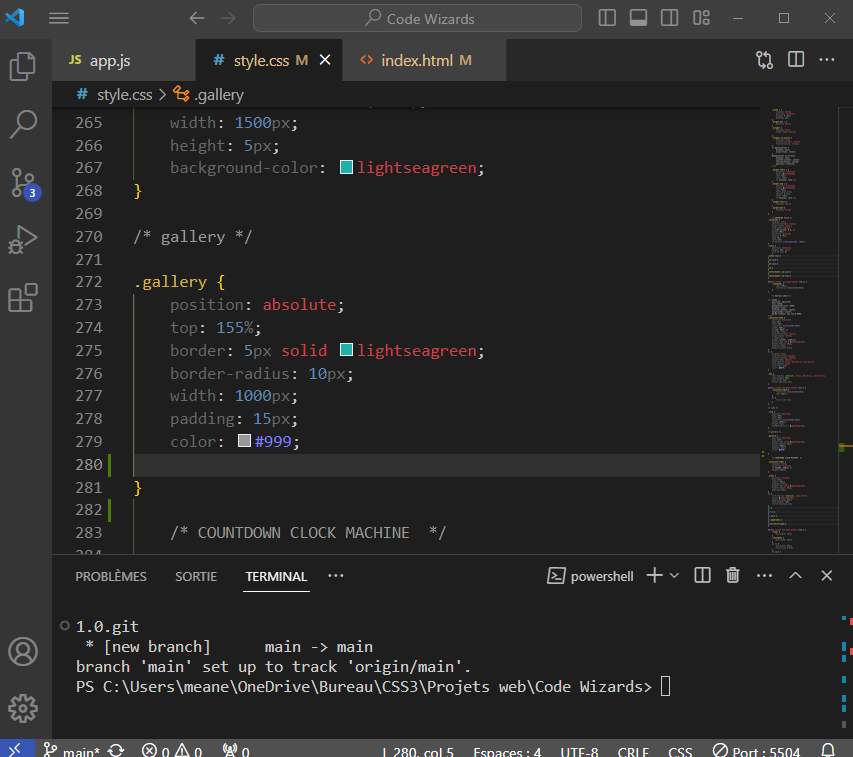 Code Wizards
JS app.js
# style.css M
<> index.html M
# style.css > .gallery
265 width: 1500px;
266 height: 5px;
267 background-color: lightseagreen;
268 }
269
270 /* gallery */
271
272 .gallery {
273 position: absolute;
274 top: 155%;
275 border: 5px solid lightseagreen;
276 border-radius: 10px;
277 width: 1000px;
278 padding: 15px;
279 color: #999;
280
281 }
282
283 /* COUNTDOWN CLOCK MACHINE  */
284
3
PROBLÈMES SORTIE TERMINAL ···
powershell
1.0.git
* [new branch]      main -> main
branch 'main' set up to track 'origin/main'.
PS C:\Users\meane\OneDrive\Bureau\CSS3\Projets web\Code Wizards>
main* 0 0 0 L 280, col 5 Espaces : 4 UTF-8 CRLF CSS Port : 5504